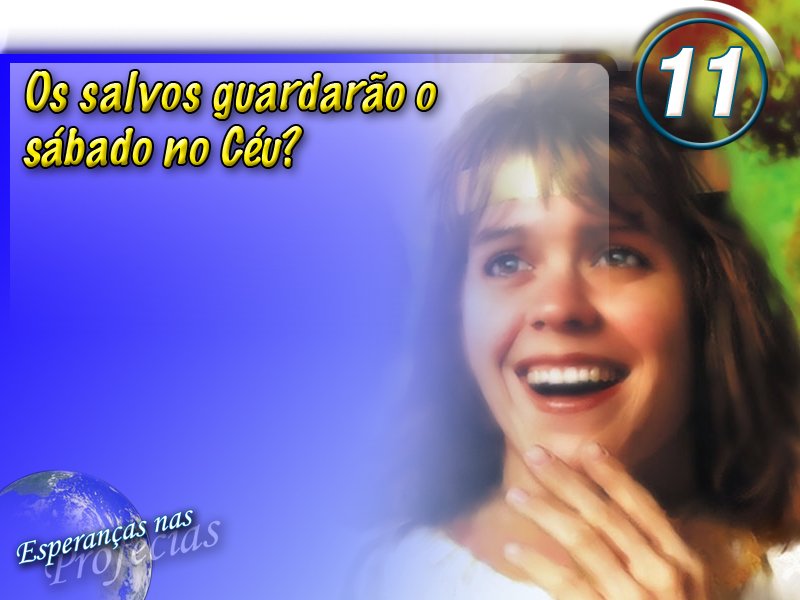 11
Os salvos guardarão o
sábado no Céu?
Esperanças nas
Profecias